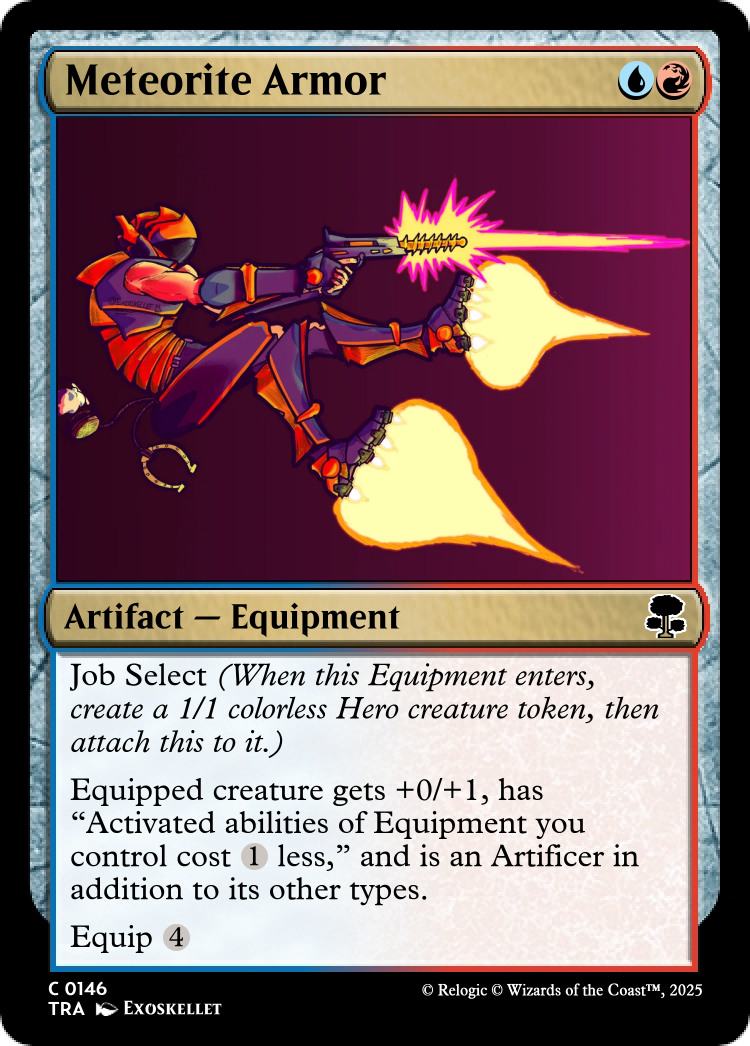 Meteorite Armor
Artifact — Equipment
Job Select (When this Equipment enters,
create a 1/1 colorless Hero creature token, then
attach this to it.)
Equipped creature gets +0/+1, has
“Activated abilities of Equipment you
control cost 1 less,” and is an Artificer in
addition to its other types.
Equip 4
C 0146
TRA Exoskellet
© Relogic © Wizards of the Coast™, 2025